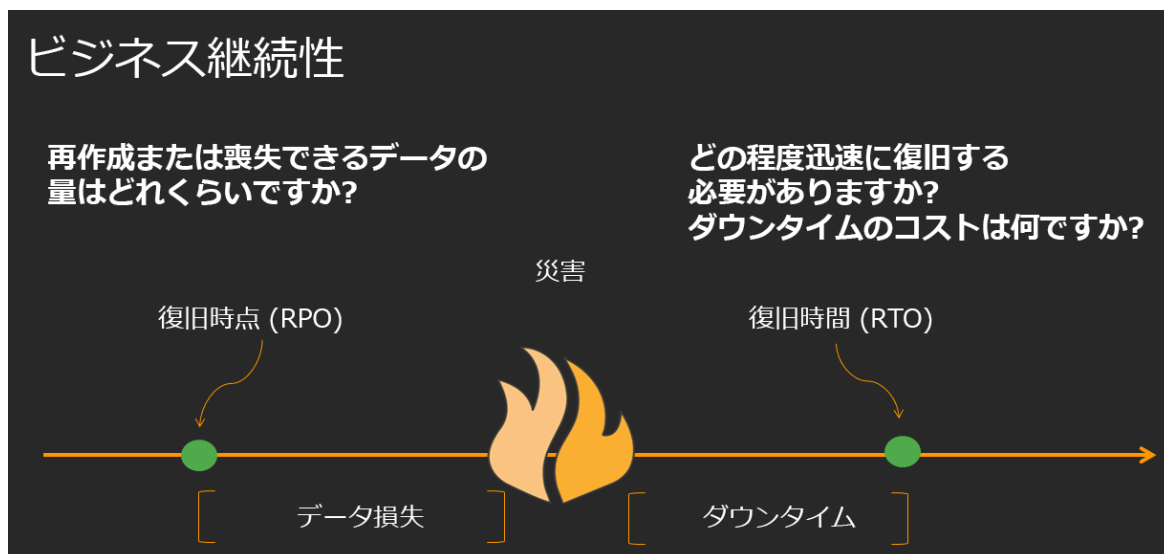 ビジネス継続性
再作成または喪失できるデータの
量はどれくらいですか?
どの程度迅速に復旧する
必要がありますか?
ダウンタイムのコストは何ですか?
災害
復旧時点 (RPO)
復旧時間 (RTO)
データ損失
ダウンタイム